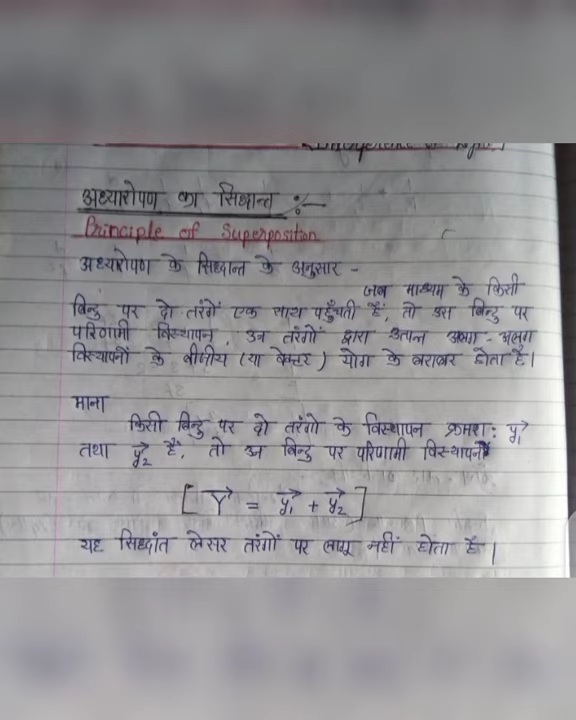 अध्यारोपण का सिद्धान्त :-
Principle of Superposition
अध्यारोपण के सिद्धान्त के अनुसार -
जब माध्यम के किसी
बिन्दु पर दो तरंगें एक साथ पहुँचती हैं, तो उस बिन्दु पर
परिणामी विस्थापन, उन तरंगों द्वारा उत्पन्न अलग-अलग
विस्थापनों के बीजीय (या वेक्टर) योग के बराबर होता है।
माना
किसी बिन्दु पर दो तरंगो के विस्थापन क्रमशः y₁→
तथा y₂→ हैं, तो उन बिन्दु पर परिणामी विस्थापन
[ Y→ = y₁→ + y₂→ ]
यह सिद्धांत लेसर तरंगों पर लागू नहीं होता है।